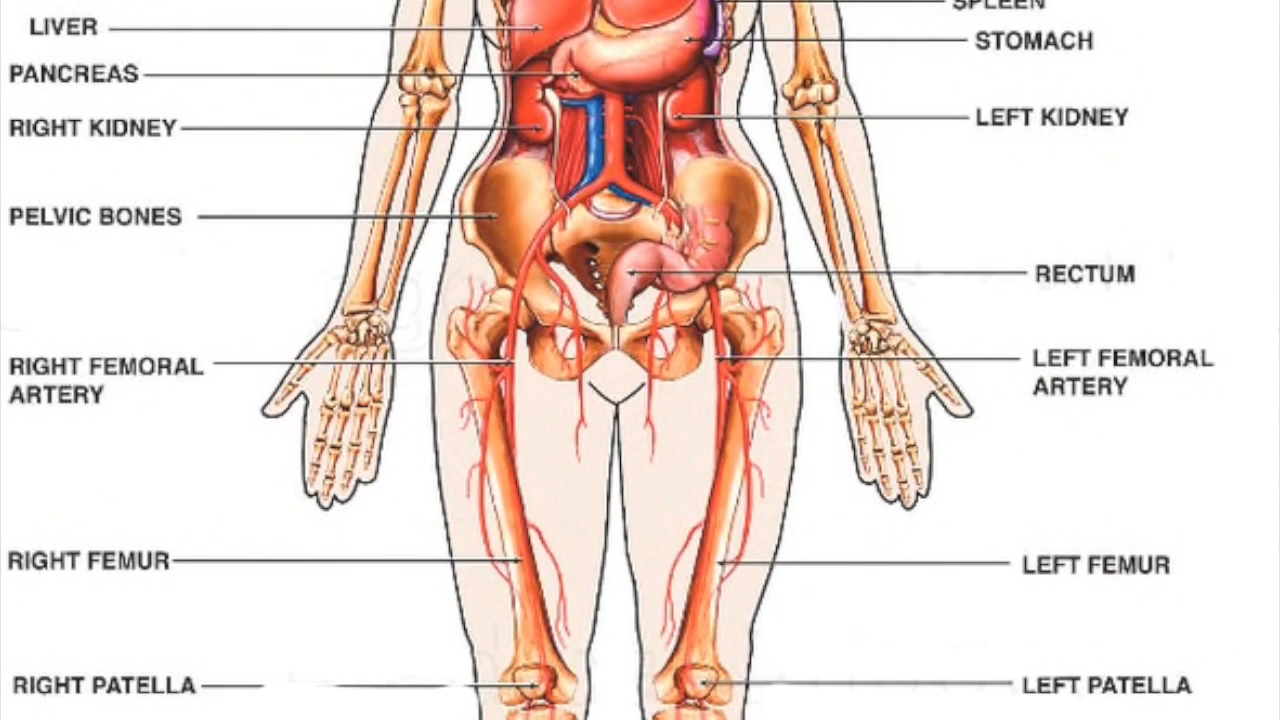 SPLEEN
LIVER
STOMACH
PANCREAS
LEFT KIDNEY
RIGHT KIDNEY
PELVIC BONES
RECTUM
RIGHT FEMORAL
ARTERY
LEFT FEMORAL
ARTERY
RIGHT FEMUR
LEFT FEMUR
RIGHT PATELLA
LEFT PATELLA